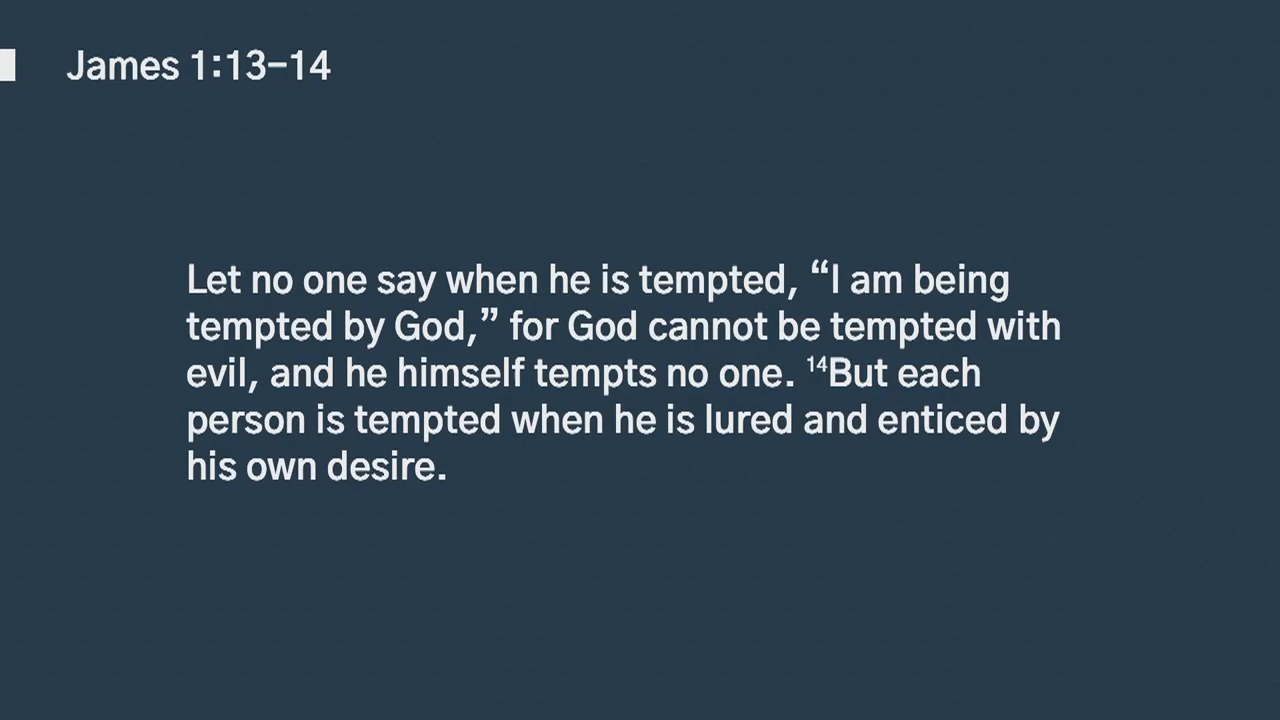 James 1:13–14
Let no one say when he is tempted, “I am being
tempted by God,” for God cannot be tempted with
evil, and he himself tempts no one. ¹⁴But each
person is tempted when he is lured and enticed by
his own desire.